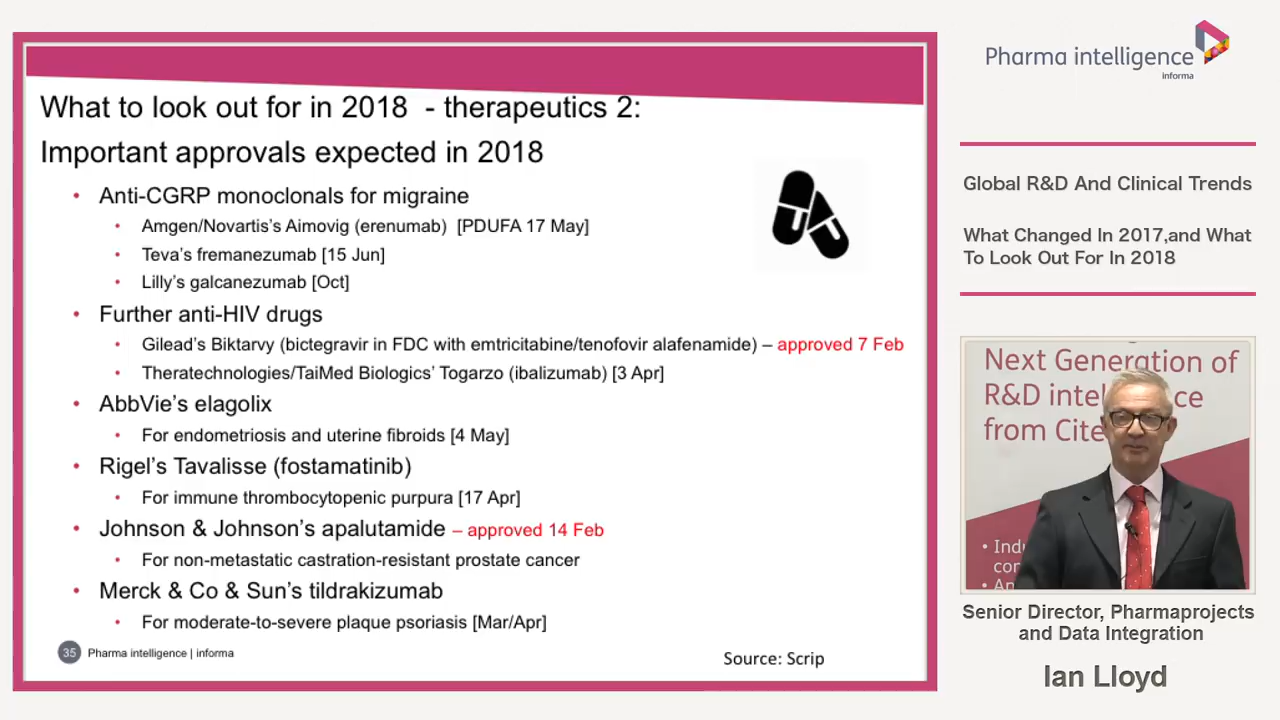 What to look out for in 2018 - therapeutics 2:
Important approvals expected in 2018
• Anti-CGRP monoclonals for migraine
• Amgen/Novartis's Aimovig (erenumab) [PDUFA 17 May]
• Teva's fremanezumab [15 Jun]
• Lilly's galcanezumab [Oct]
• Further anti-HIV drugs
• Gilead's Biktarvy (bictegravir in FDC with emtricitabine/tenofovir alafenamide) – approved 7 Feb
• Theratechnologies/TaiMed Biologics' Togarzo (ibalizumab) [3 Apr]
• AbbVie's elagolix
• For endometriosis and uterine fibroids [4 May]
• Rigel's Tavalisse (fostamatinib)
• For immune thrombocytopenic purpura [17 Apr]
• Johnson & Johnson's apalutamide – approved 14 Feb
• For non-metastatic castration-resistant prostate cancer
• Merck & Co & Sun's tildrakizumab
• For moderate-to-severe plaque psoriasis [Mar/Apr]
35 Pharma intelligence | informa
Source: Scrip
Pharma intelligence
informa
Global R&D And Clinical Trends
What Changed In 2017,and What
To Look Out For In 2018
Next Generation of
R&D inte ce
from Cite
• Indu
con
• An
Senior Director, Pharmaprojects
and Data Integration
Ian Lloyd